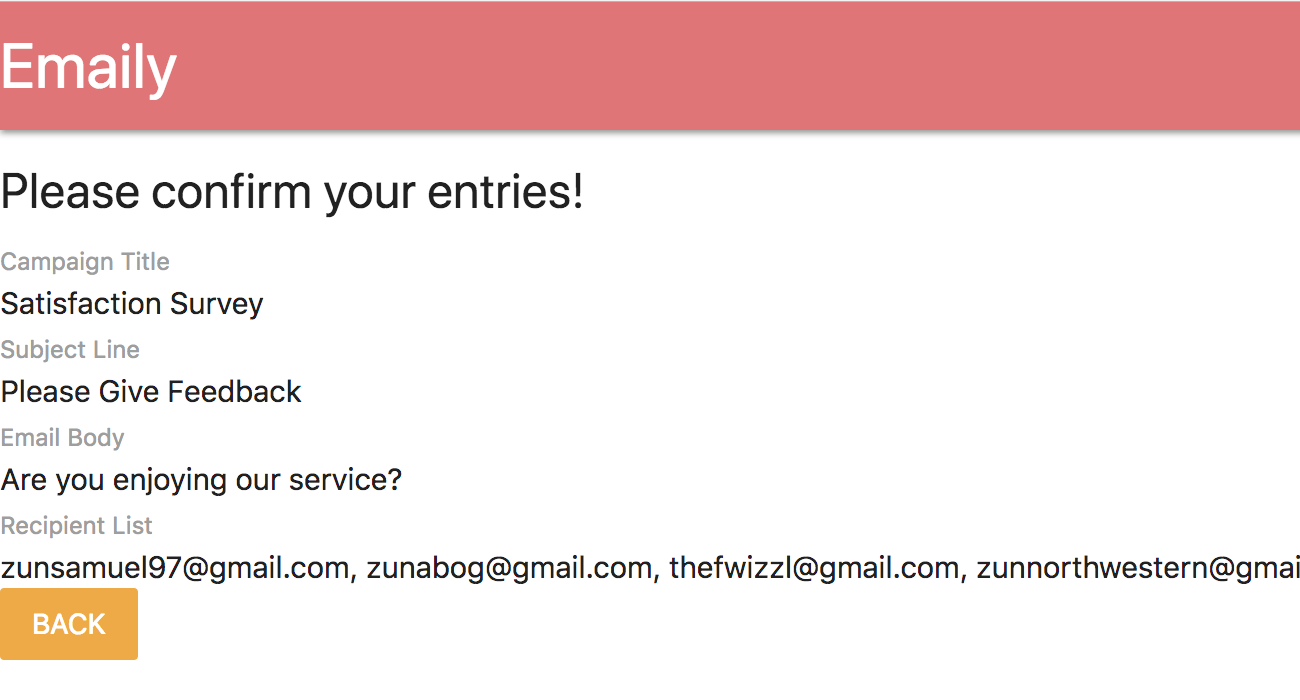 Emaily
Please confirm your entries!
Campaign Title
Satisfaction Survey
Subject Line
Please Give Feedback
Email Body
Are you enjoying our service?
Recipient List
zunsamuel97@gmail.com, zunabog@gmail.com, thefwizzl@gmail.com, zunnorthwestern@gmai
BACK